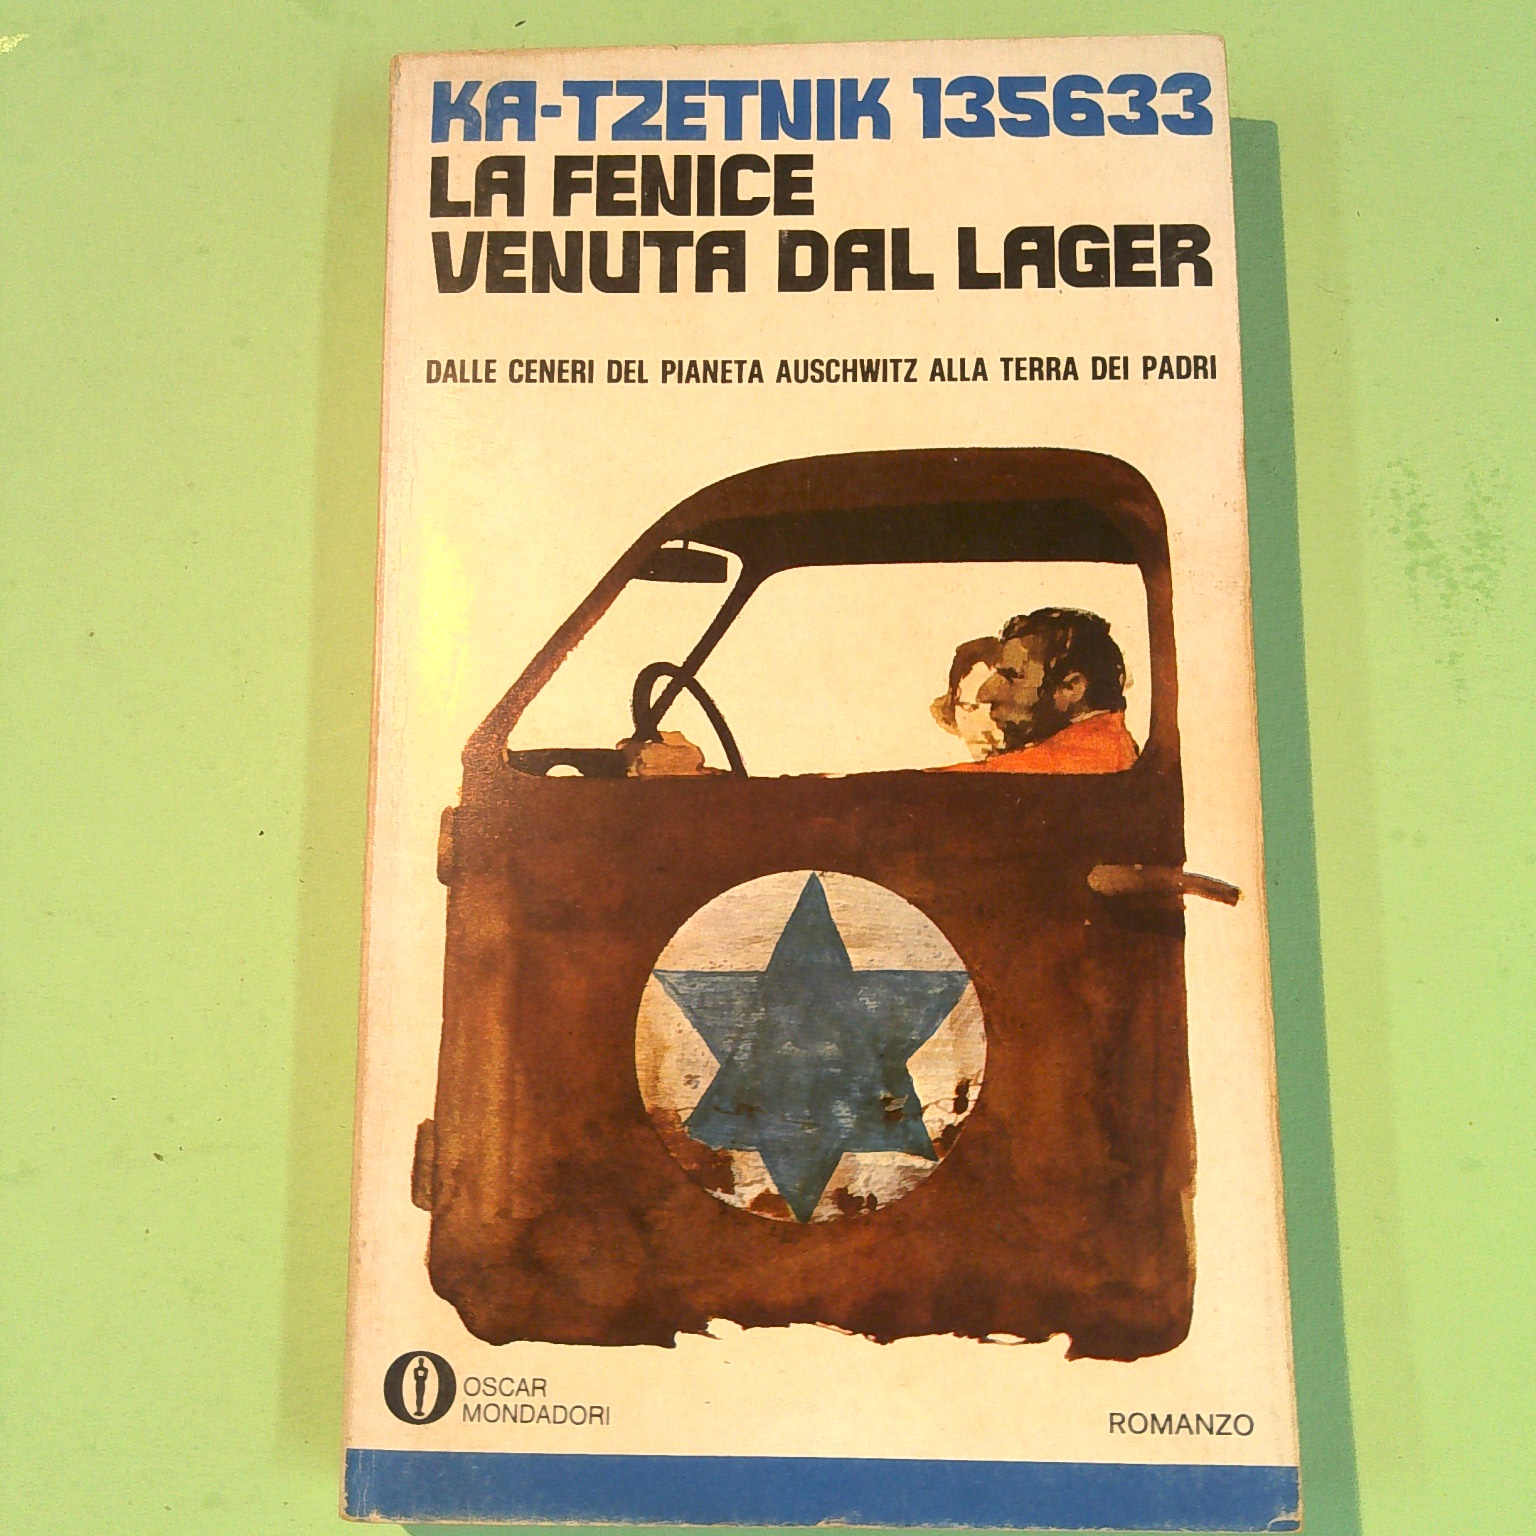 KA-TZETNIK 135633
LA FENICE
VENUTA DAL LAGER
DALLE CENERI DEL PIANETA AUSCHWITZ ALLA TERRA DEI PADRI
OSCAR
MONDADORI
ROMANZO